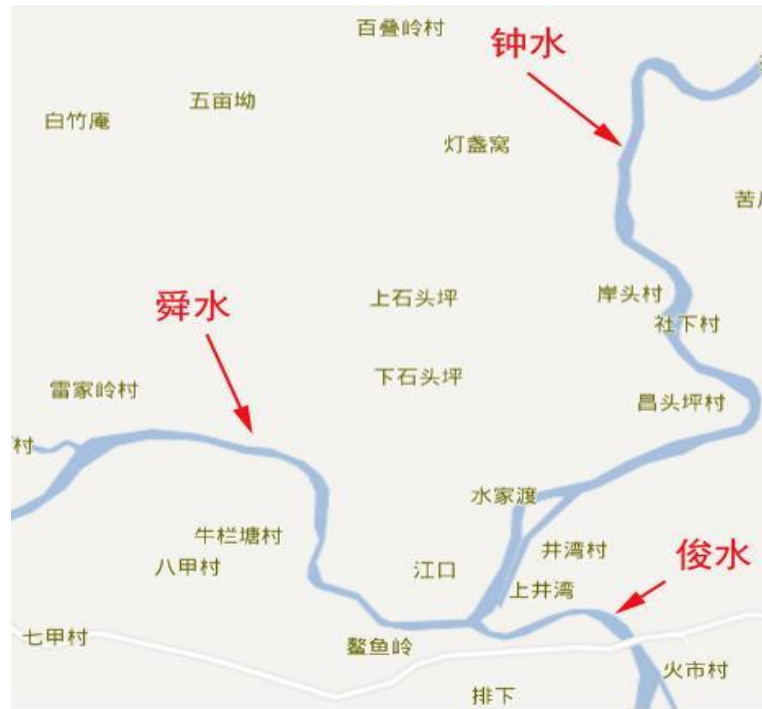 百叠岭村
钟水
五亩坳
白竹庵
灯盏窝
岸头村
上石头坪
舜水
社下村
下石头坪
雷家岭村
昌头坪村
村
水家渡
牛栏塘村
井湾村
俊水
八甲村
江口
上井湾
七甲村
鳌鱼岭
火市村
排下